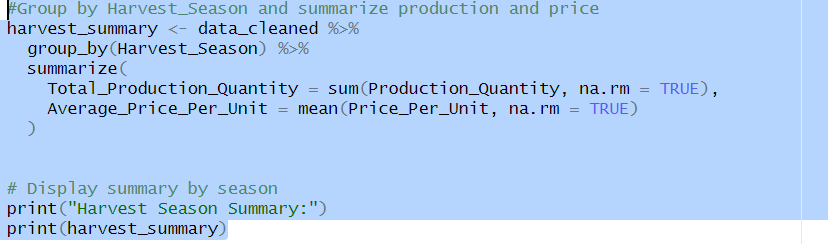 #Group by Harvest_Season and summarize production and price
harvest_summary <- data_cleaned %>%
  group_by(Harvest_Season) %>%
  summarize(
    Total_Production_Quantity = sum(Production_Quantity, na.rm = TRUE),
    Average_Price_Per_Unit = mean(Price_Per_Unit, na.rm = TRUE)
  )
# Display summary by season
print("Harvest Season Summary:")
print(harvest_summary)